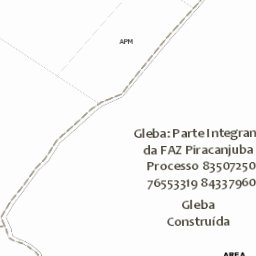 APM
Gleba: Parte Integran
da FAZ Piracanjuba
Processo 83507250
76553319 84337960
Gleba
Construída
AREA